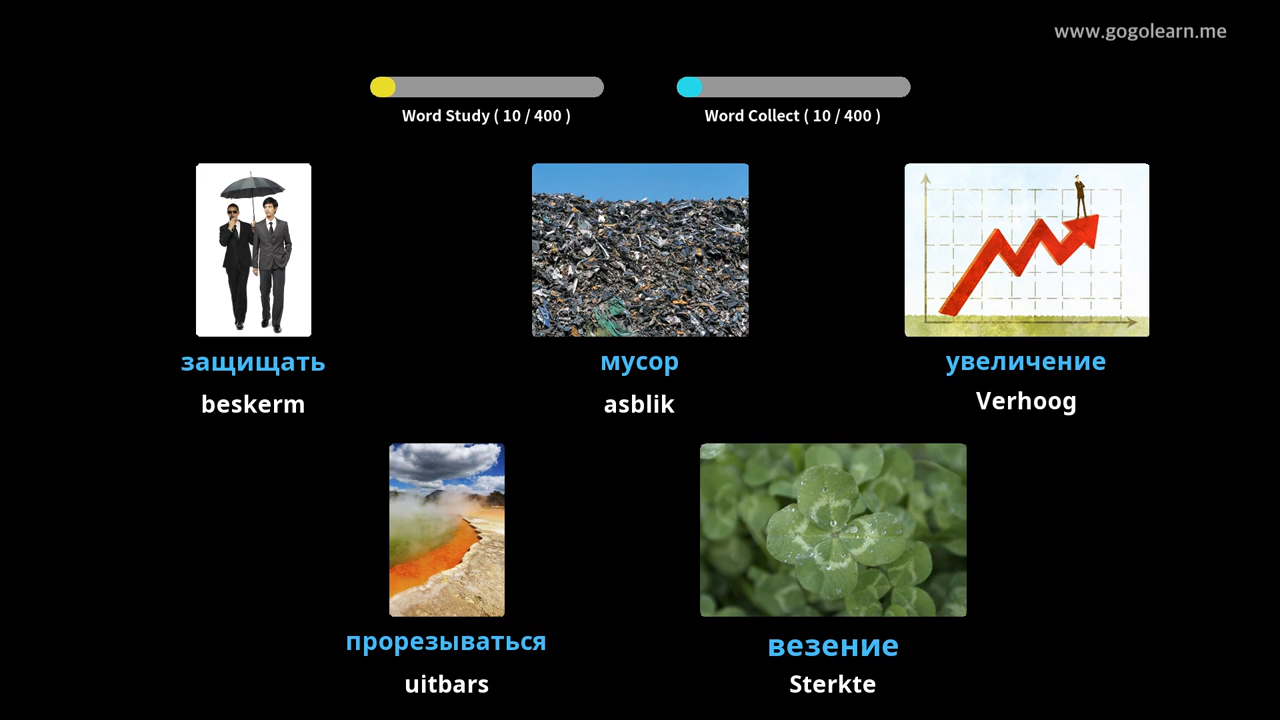 www.gogolearn.me
Word Study ( 10 / 400 )
Word Collect ( 10 / 400 )
защищать
beskerm
мусор
asblik
увеличение
Verhoog
прорезываться
uitbars
везение
Sterkte